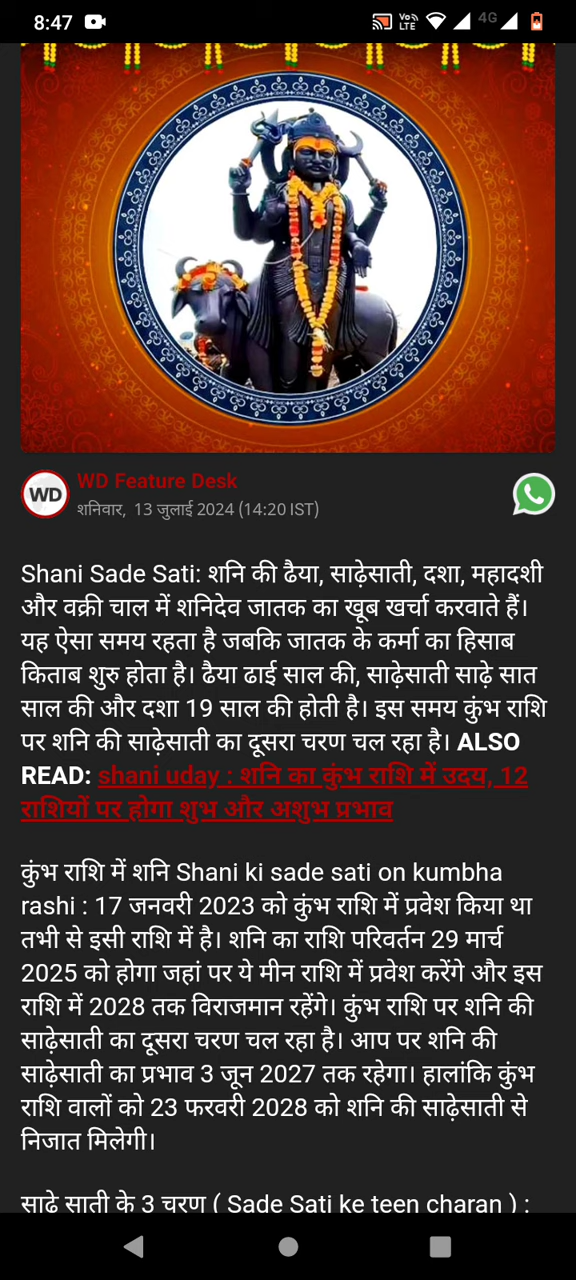 8:47
Vo) LTE
4G
WD
WD Feature Desk
शनिवार, 13 जुलाई 2024 (14:20 IST)
Shani Sade Sati: शनि की ढैया, साढ़ेसाती, दशा, महादशी
और वक्री चाल में शनिदेव जातक का खूब खर्चा करवाते हैं।
यह ऐसा समय रहता है जबकि जातक के कर्मा का हिसाब
किताब शुरु होता है। ढैया ढाई साल की, साढ़ेसाती साढ़े सात
साल की और दशा 19 साल की होती है। इस समय कुंभ राशि
पर शनि की साढ़ेसाती का दूसरा चरण चल रहा है। ALSO
READ: shani uday : शनि का कुंभ राशि में उदय, 12
राशियों पर होगा शुभ और अशुभ प्रभाव
कुंभ राशि में शनि Shani ki sade sati on kumbha
rashi : 17 जनवरी 2023 को कुंभ राशि में प्रवेश किया था
तभी से इसी राशि में है। शनि का राशि परिवर्तन 29 मार्च
2025 को होगा जहां पर ये मीन राशि में प्रवेश करेंगे और इस
राशि में 2028 तक विराजमान रहेंगे। कुंभ राशि पर शनि की
साढ़ेसाती का दूसरा चरण चल रहा है। आप पर शनि की
साढ़ेसाती का प्रभाव 3 जून 2027 तक रहेगा। हालांकि कुंभ
राशि वालों को 23 फरवरी 2028 को शनि की साढ़ेसाती से
निजात मिलेगी।
साढे साती के 3 चरण ( Sade Sati ke teen charan ) :